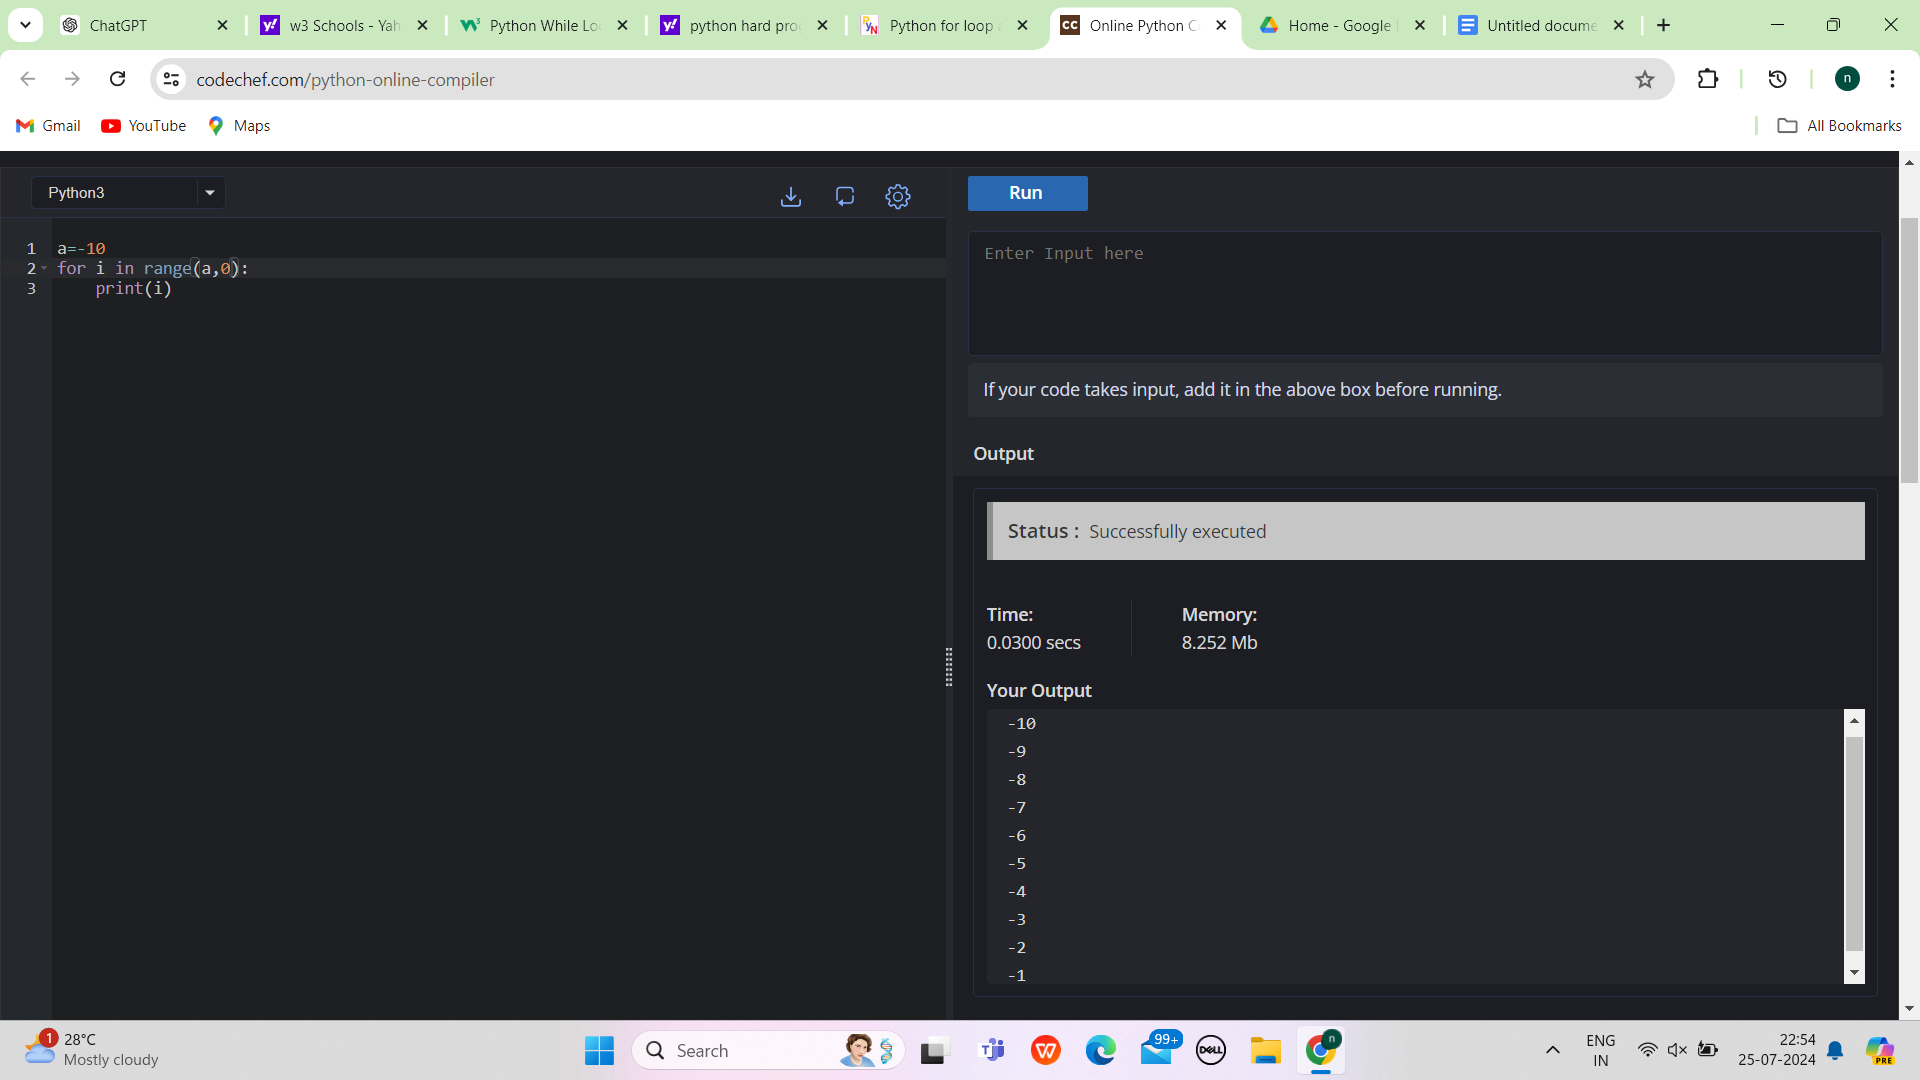 ChatGPT
w3 Schools - Yah
Python While Lo
python hard pro
Python for loop a
Online Python C
Home - Google
Untitled docume
codechef.com/python-online-compiler
n
Gmail
YouTube
Maps
All Bookmarks
Python3
Run
1 a=-10
2 for i in range(a,0):
3 print(i)
Enter Input here
If your code takes input, add it in the above box before running.
Output
Status : Successfully executed
Time:
0.0300 secs
Memory:
8.252 Mb
Your Output
-10
-9
-8
-7
-6
-5
-4
-3
-2
-1
1
28°C
Mostly cloudy
Search
99+
DELL
n
ENG
IN
22:54
25-07-2024
PRE